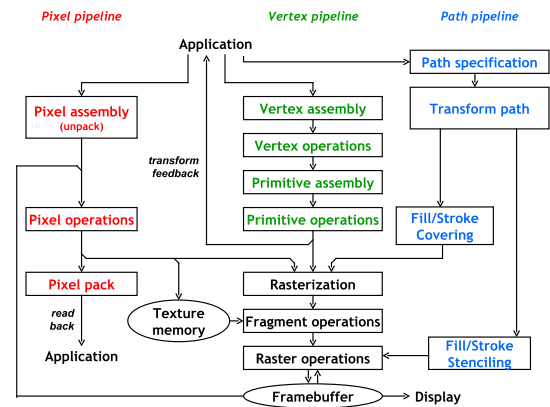 Pixel pipeline
Vertex pipeline
Path pipeline
Application
Path specification
Pixel assembly
(unpack)
Vertex assembly
Transform path
Vertex operations
transform
feedback
Primitive assembly
Pixel operations
Primitive operations
Fill/Stroke
Covering
Pixel pack
Rasterization
read
back
Texture
memory
Fragment operations
Application
Raster operations
Fill/Stroke
Stenciling
Framebuffer
Display